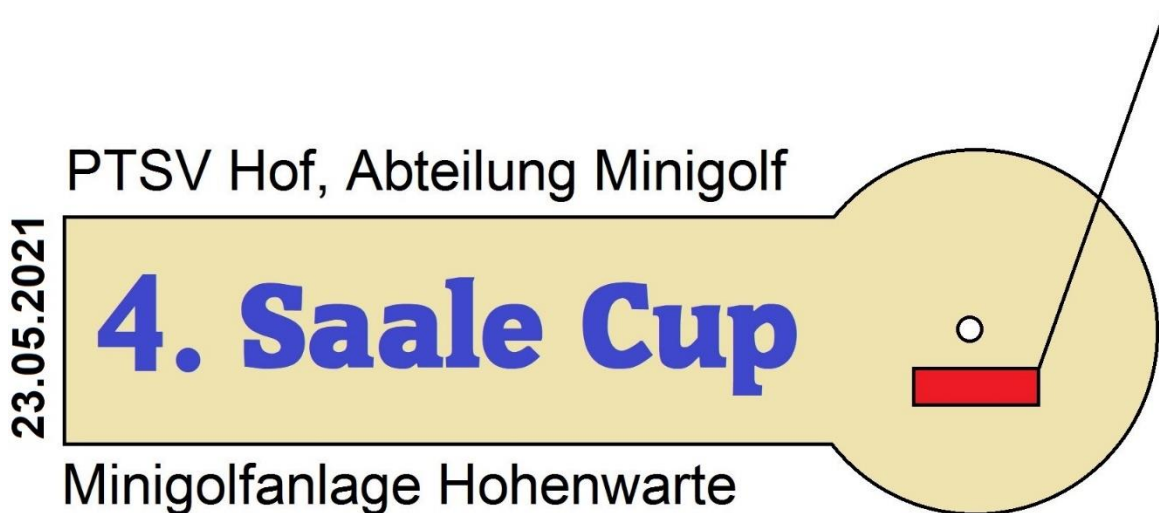 PTSV Hof, Abteilung Minigolf
23.05.2021
4. Saale Cup
Minigolfanlage Hohenwarte